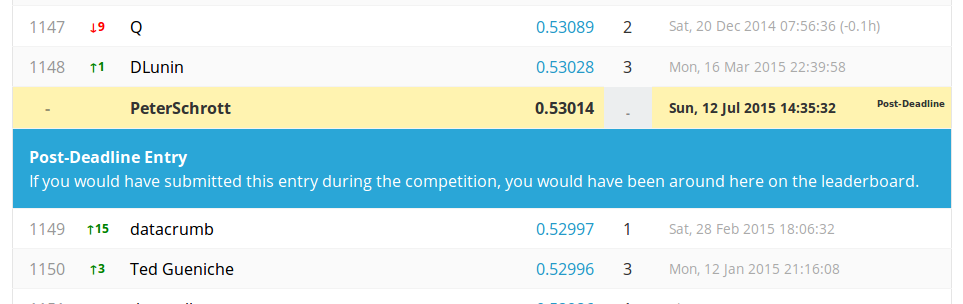 1147 ↓9 Q 0.53089 2 Sat, 20 Dec 2014 07:56:36 (-0.1h)
1148 ↑1 DLunin 0.53028 3 Mon, 16 Mar 2015 22:39:58
- PeterSchrott 0.53014 - Sun, 12 Jul 2015 14:35:32 Post-Deadline
Post-Deadline Entry
If you would have submitted this entry during the competition, you would have been around here on the leaderboard.
1149 ↑15 datacrumb 0.52997 1 Sat, 28 Feb 2015 18:06:32
1150 ↑3 Ted Gueniche 0.52996 3 Mon, 12 Jan 2015 21:16:08